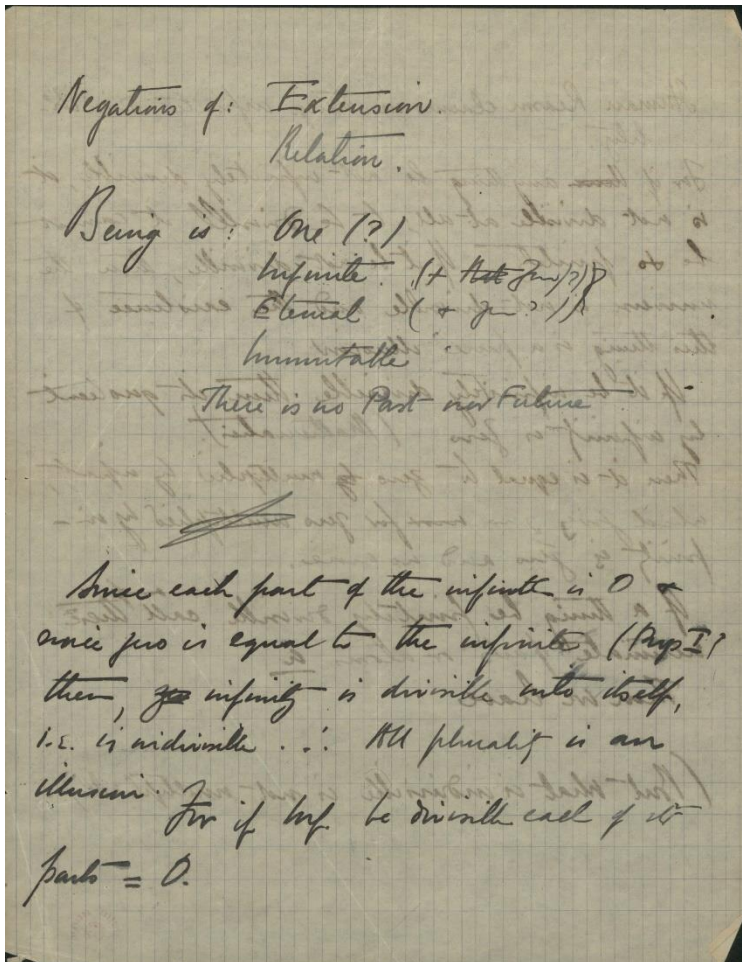 Negations of: Extension.
Relation.
Being is: One (?)
Infinite. (+ Zero?)
Eternal (+ Zero?)
Immutable
There is no Past nor Future
Since each part of the infinite is 0 &
since zero is equal to the infinite (Prop I)
then, infinity is divisible into itself,
i.e. is indivisible. ∴ All plurality is an
illusion.
For if Inf. be divisible each of its
parts = 0.